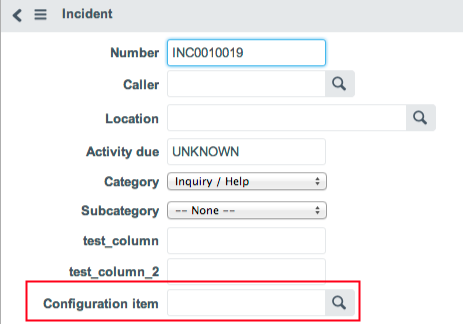 Incident
Number INC0010019
Caller
Location
Activity due UNKNOWN
Category Inquiry / Help
Subcategory -- None --
test_column
test_column_2
Configuration item